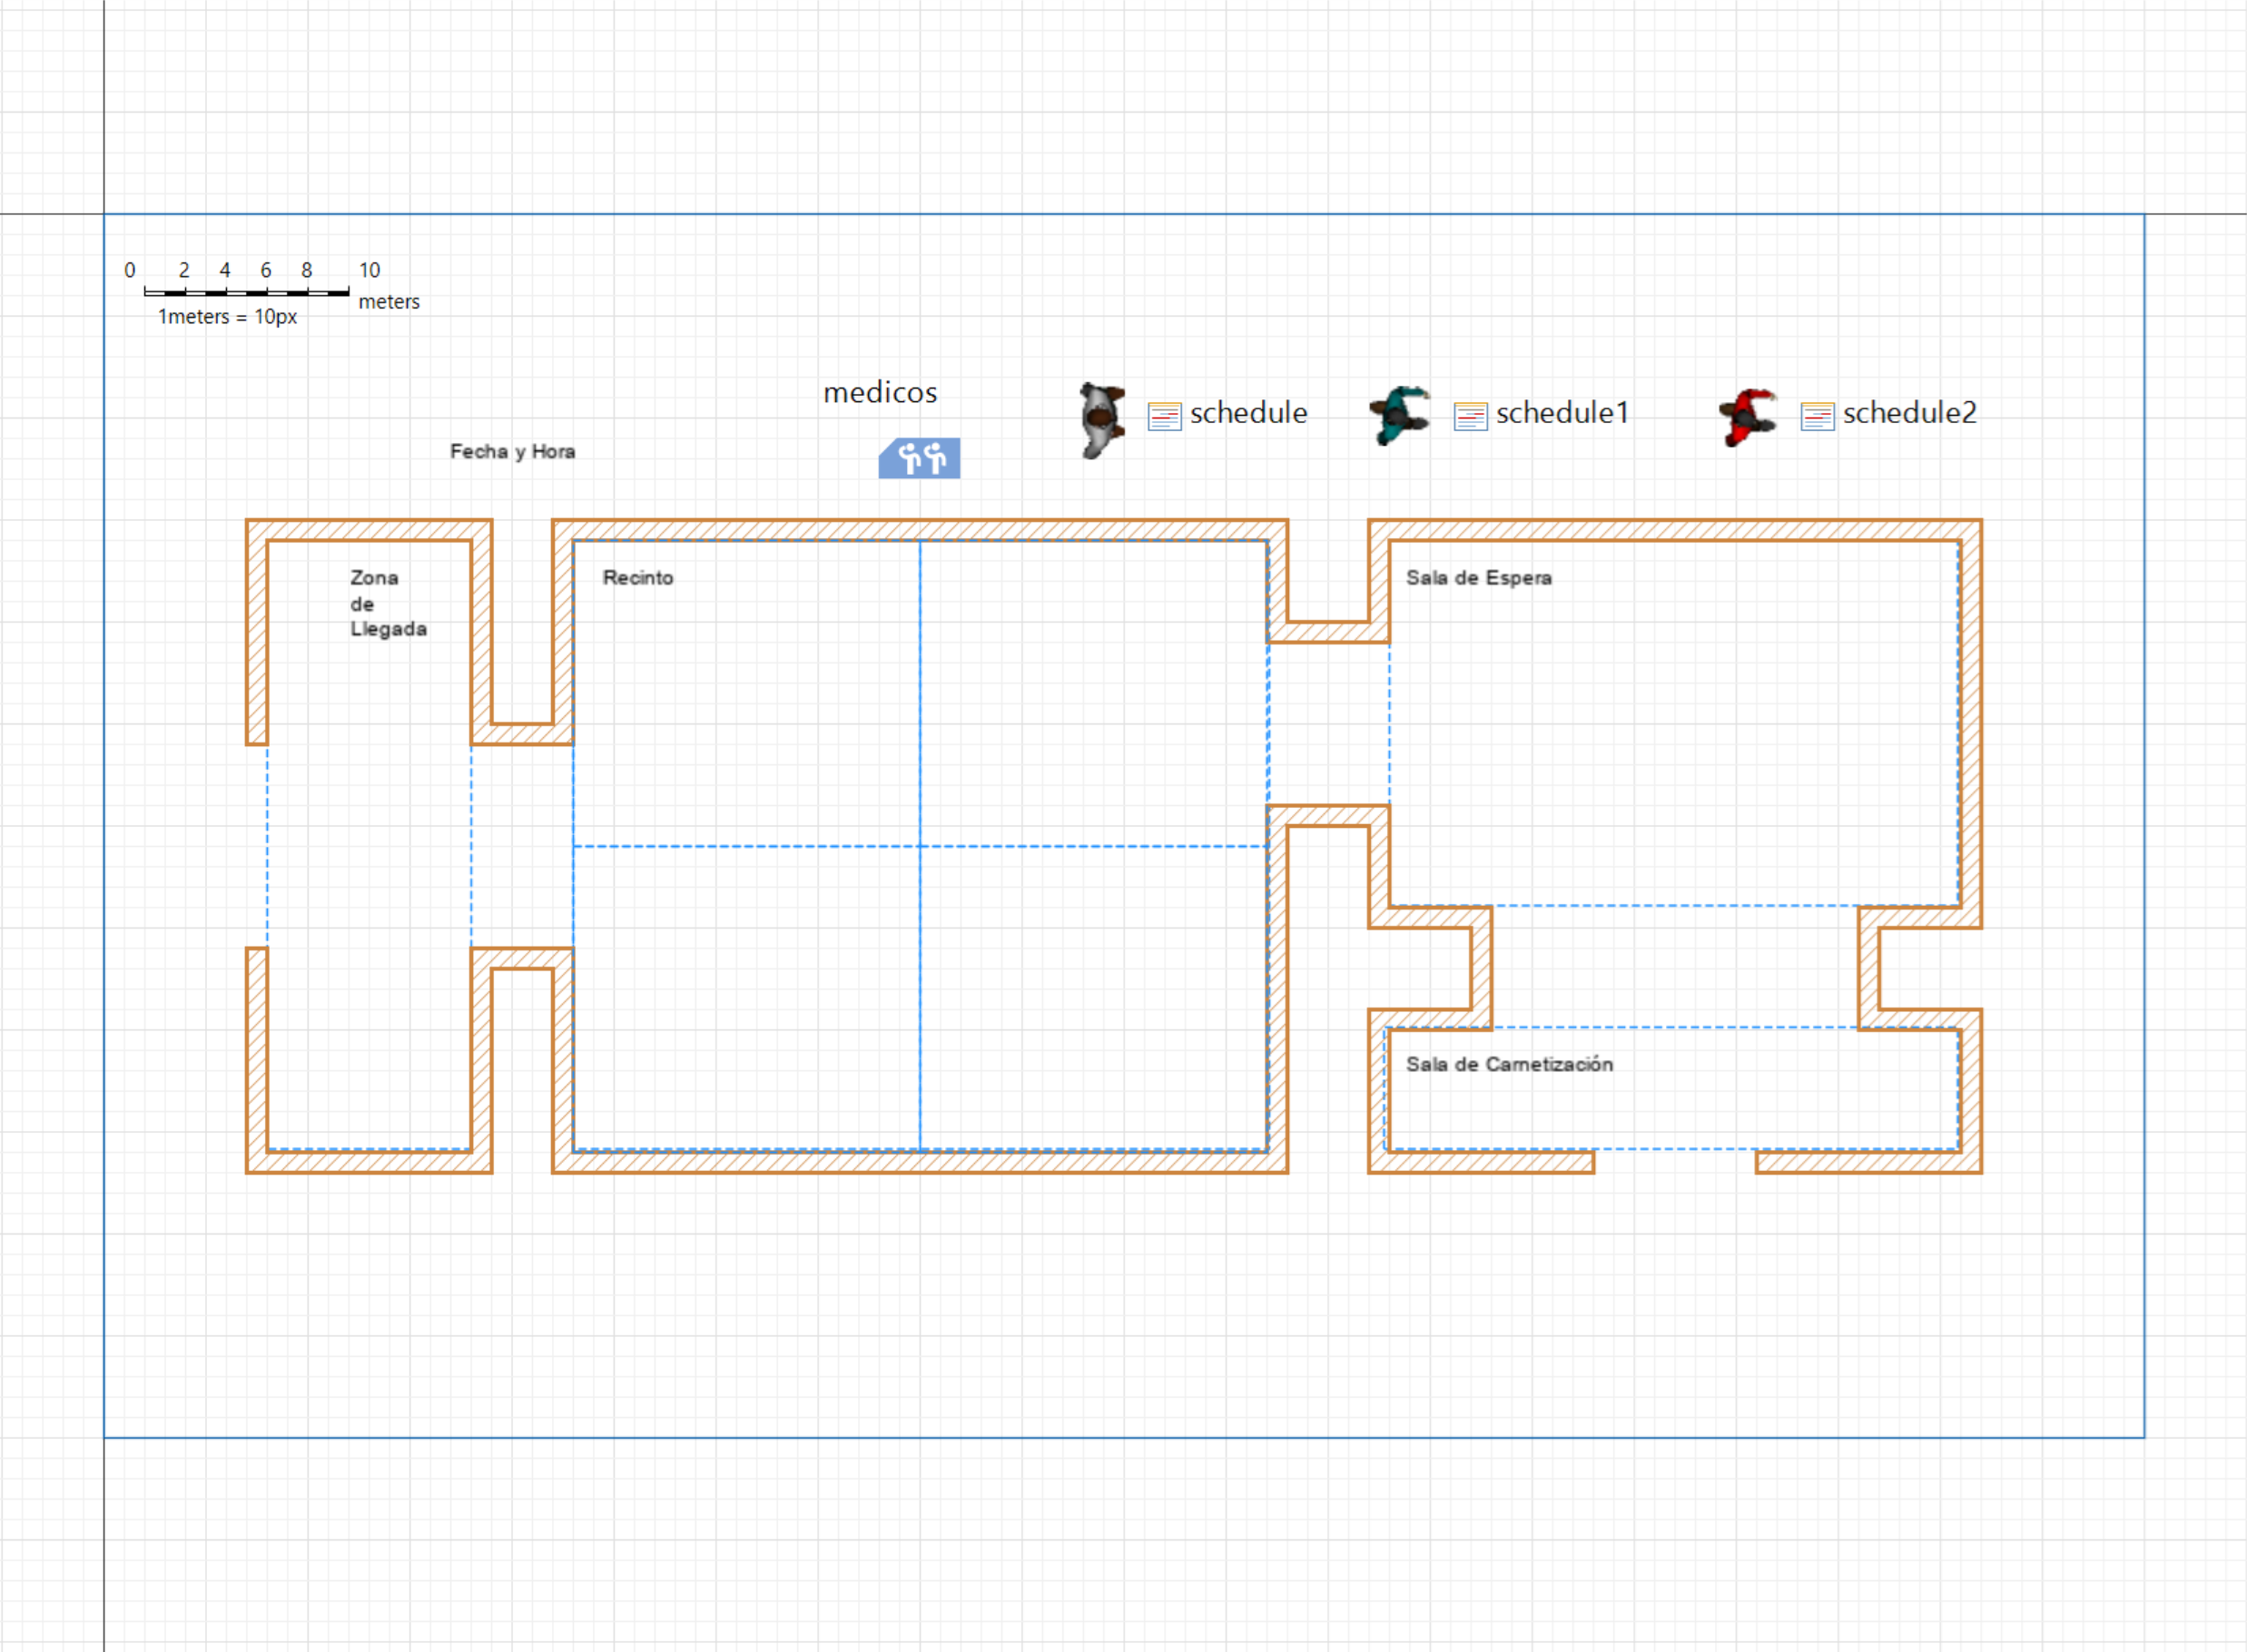 0 2 4 6 8 10
meters
1meters = 10px
medicos
schedule
schedule1
schedule2
Fecha y Hora
Zona
de
Llegada
Recinto
Sala de Espera
Sala de Carnetización